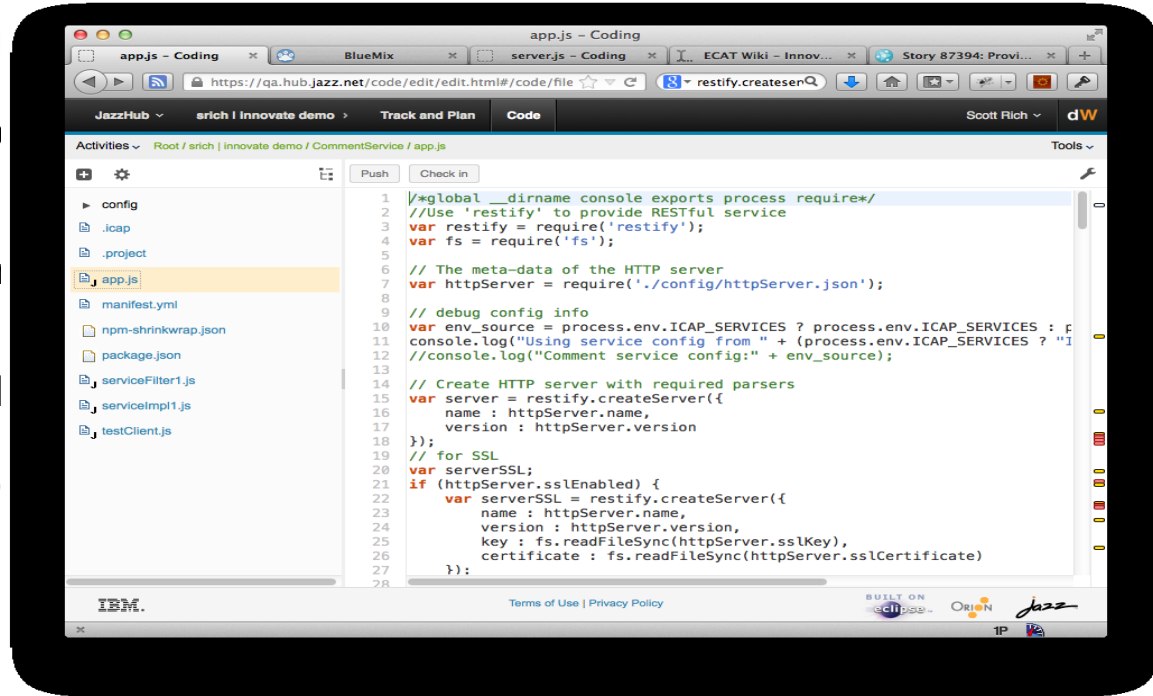 app.js – Coding
app.js – Coding
BlueMix
server.js – Coding
ECAT Wiki – Innov...
Story 87394: Provi...
https://qa.hub.jazz.net/code/edit/edit.html#/code/file
restify.createser
JazzHub
srich | innovate demo ›
Track and Plan
Code
Scott Rich
dW
Activities
Root / srich | innovate demo / CommentService / app.js
Tools
Push
Check in
config
.icap
.project
app.js
manifest.yml
npm-shrinkwrap.json
package.json
serviceFilter1.js
serviceImpl1.js
testClient.js
1 /*global __dirname console exports process require*/
2 //Use 'restify' to provide RESTful service
3 var restify = require('restify');
4 var fs = require('fs');
5
6 // The meta-data of the HTTP server
7 var httpServer = require('./config/httpServer.json');
8
9 // debug config info
10 var env_source = process.env.ICAP_SERVICES ? process.env.ICAP_SERVICES : p
11 console.log("Using service config from " + (process.env.ICAP_SERVICES ? "I
12 //console.log("Comment service config:" + env_source);
13
14 // Create HTTP server with required parsers
15 var server = restify.createServer({
16 name : httpServer.name,
17 version : httpServer.version
18 });
19 // for SSL
20 var serverSSL;
21 if (httpServer.sslEnabled) {
22 var serverSSL = restify.createServer({
23 name : httpServer.name,
24 version : httpServer.version,
25 key : fs.readFileSync(httpServer.sslKey),
26 certificate : fs.readFileSync(httpServer.sslCertificate)
27 });
28
IBM.
Terms of Use | Privacy Policy
BUILT ON
eclipse
ORION
jazz
1P